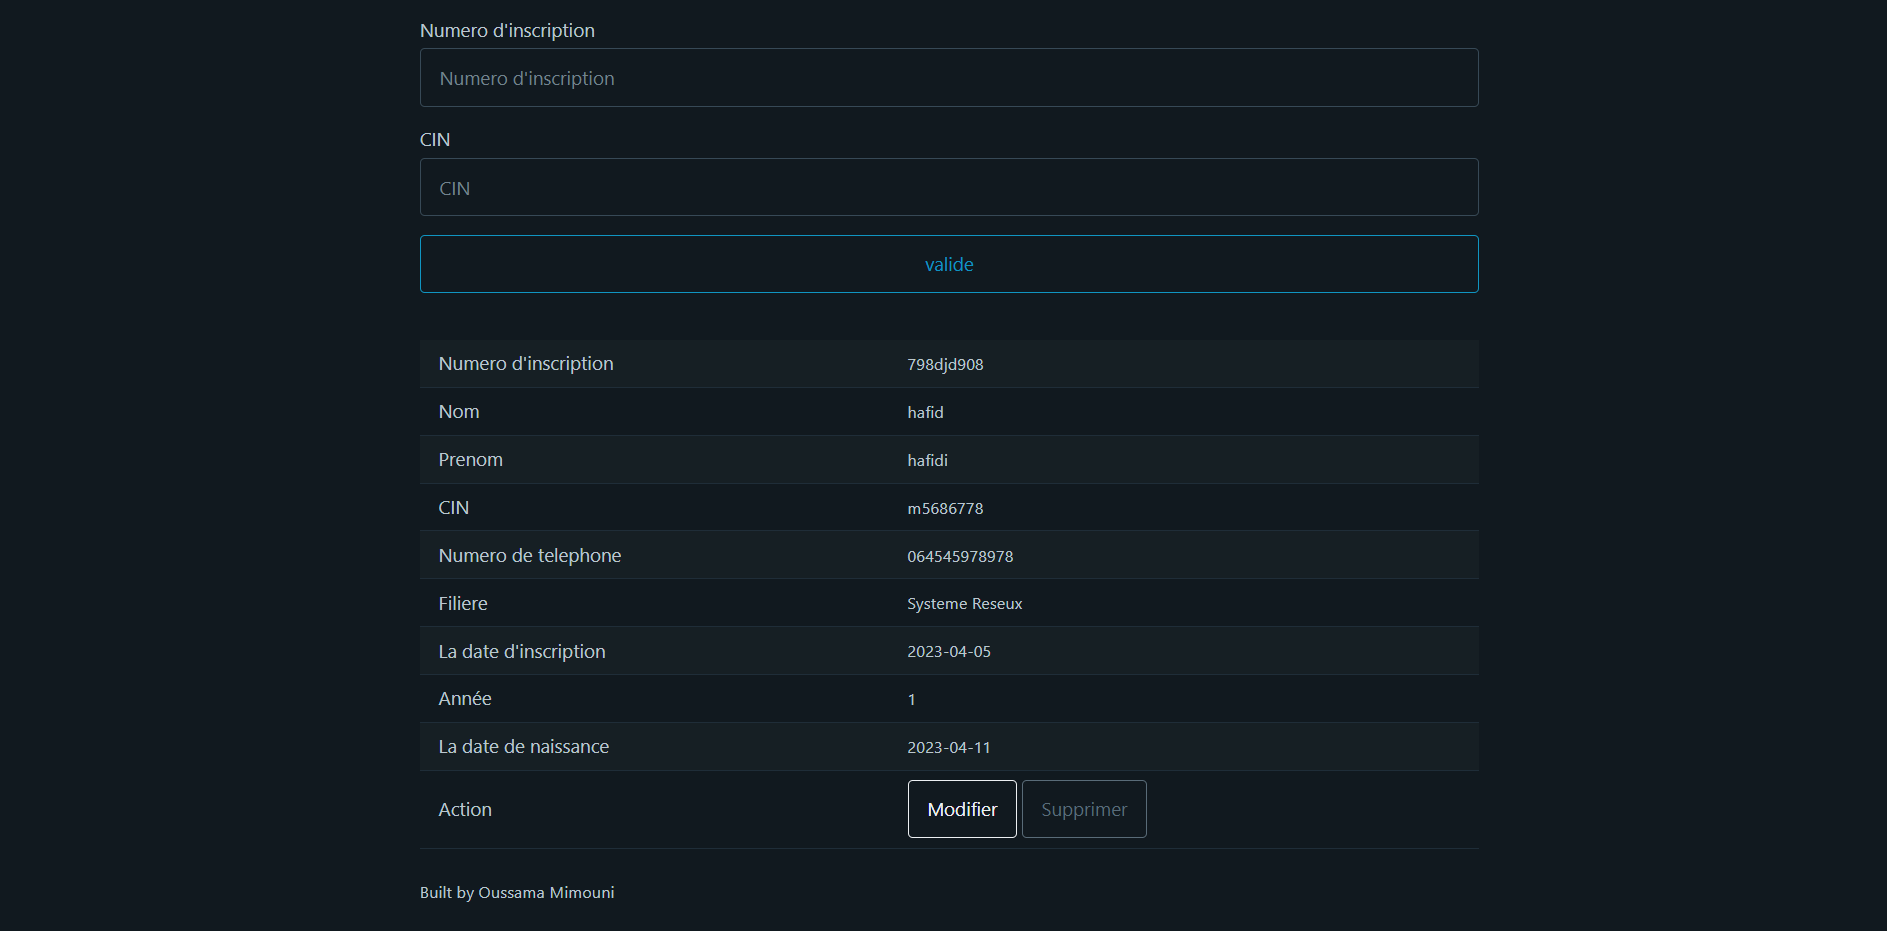 Numero d'inscription
Numero d'inscription
CIN
CIN
valide
Numero d'inscription 798djd908
Nom hafid
Prenom hafidi
CIN m5686778
Numero de telephone 064545978978
Filiere Systeme Reseux
La date d'inscription 2023-04-05
Année 1
La date de naissance 2023-04-11
Action Modifier Supprimer
Built by Oussama Mimouni